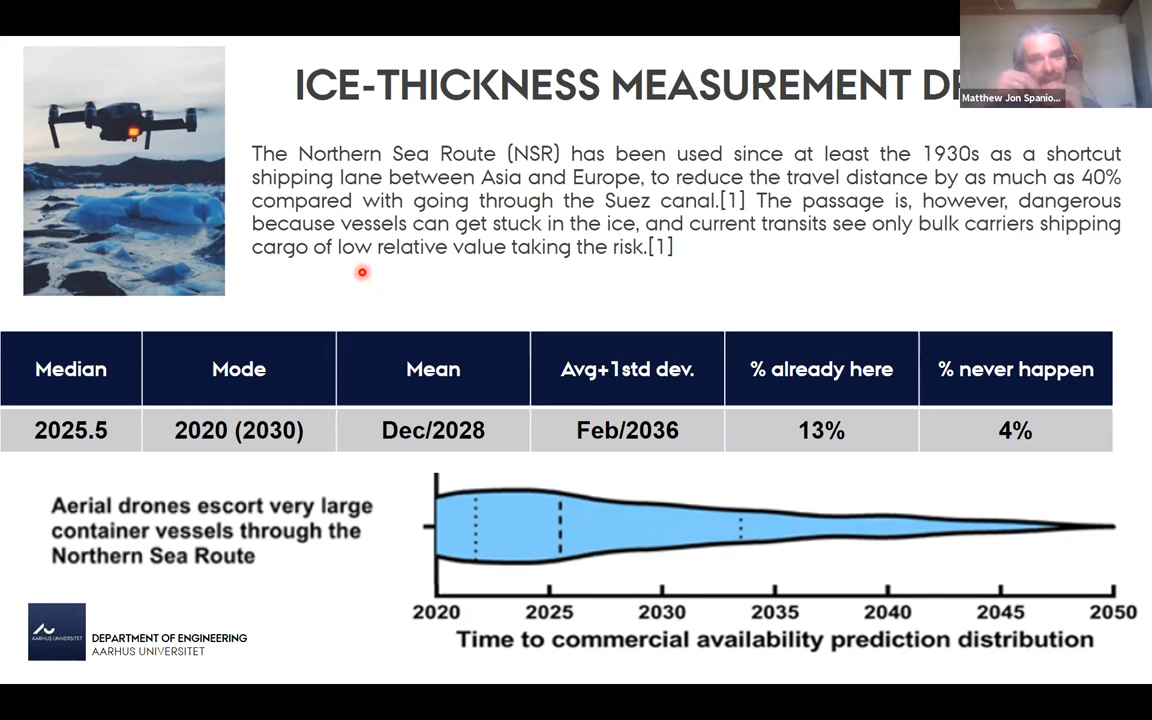 ICE-THICKNESS MEASUREMENT
Matthew Jon Spanio...
The Northern Sea Route (NSR) has been used since at least the 1930s as a shortcut
shipping lane between Asia and Europe, to reduce the travel distance by as much as 40%
compared with going through the Suez canal.[1] The passage is, however, dangerous
because vessels can get stuck in the ice, and current transits see only bulk carriers shipping
cargo of low relative value taking the risk.[1]
Median Mode Mean Avg+1std dev. % already here % never happen
2025.5 2020 (2030) Dec/2028 Feb/2036 13% 4%
Aerial drones escort very large
container vessels through the
Northern Sea Route
2020 2025 2030 2035 2040 2045 2050
Time to commercial availability prediction distribution
AARHUS UNIVERSITET
DEPARTMENT OF ENGINEERING
AARHUS UNIVERSITET